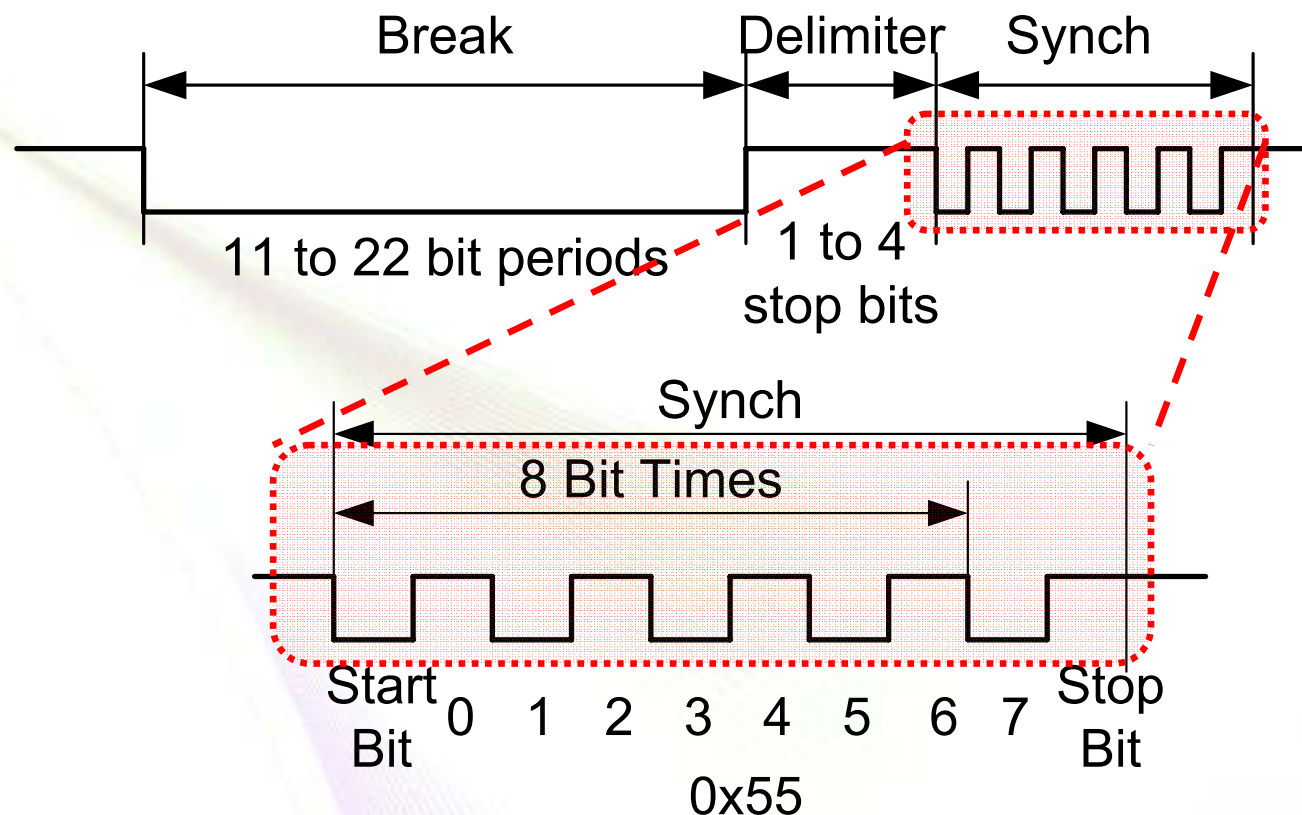 Break Delimiter Synch
11 to 22 bit periods
1 to 4
stop bits
Synch
8 Bit Times
Start
Bit
0 1 2 3 4 5 6 7
Stop
Bit
0x55